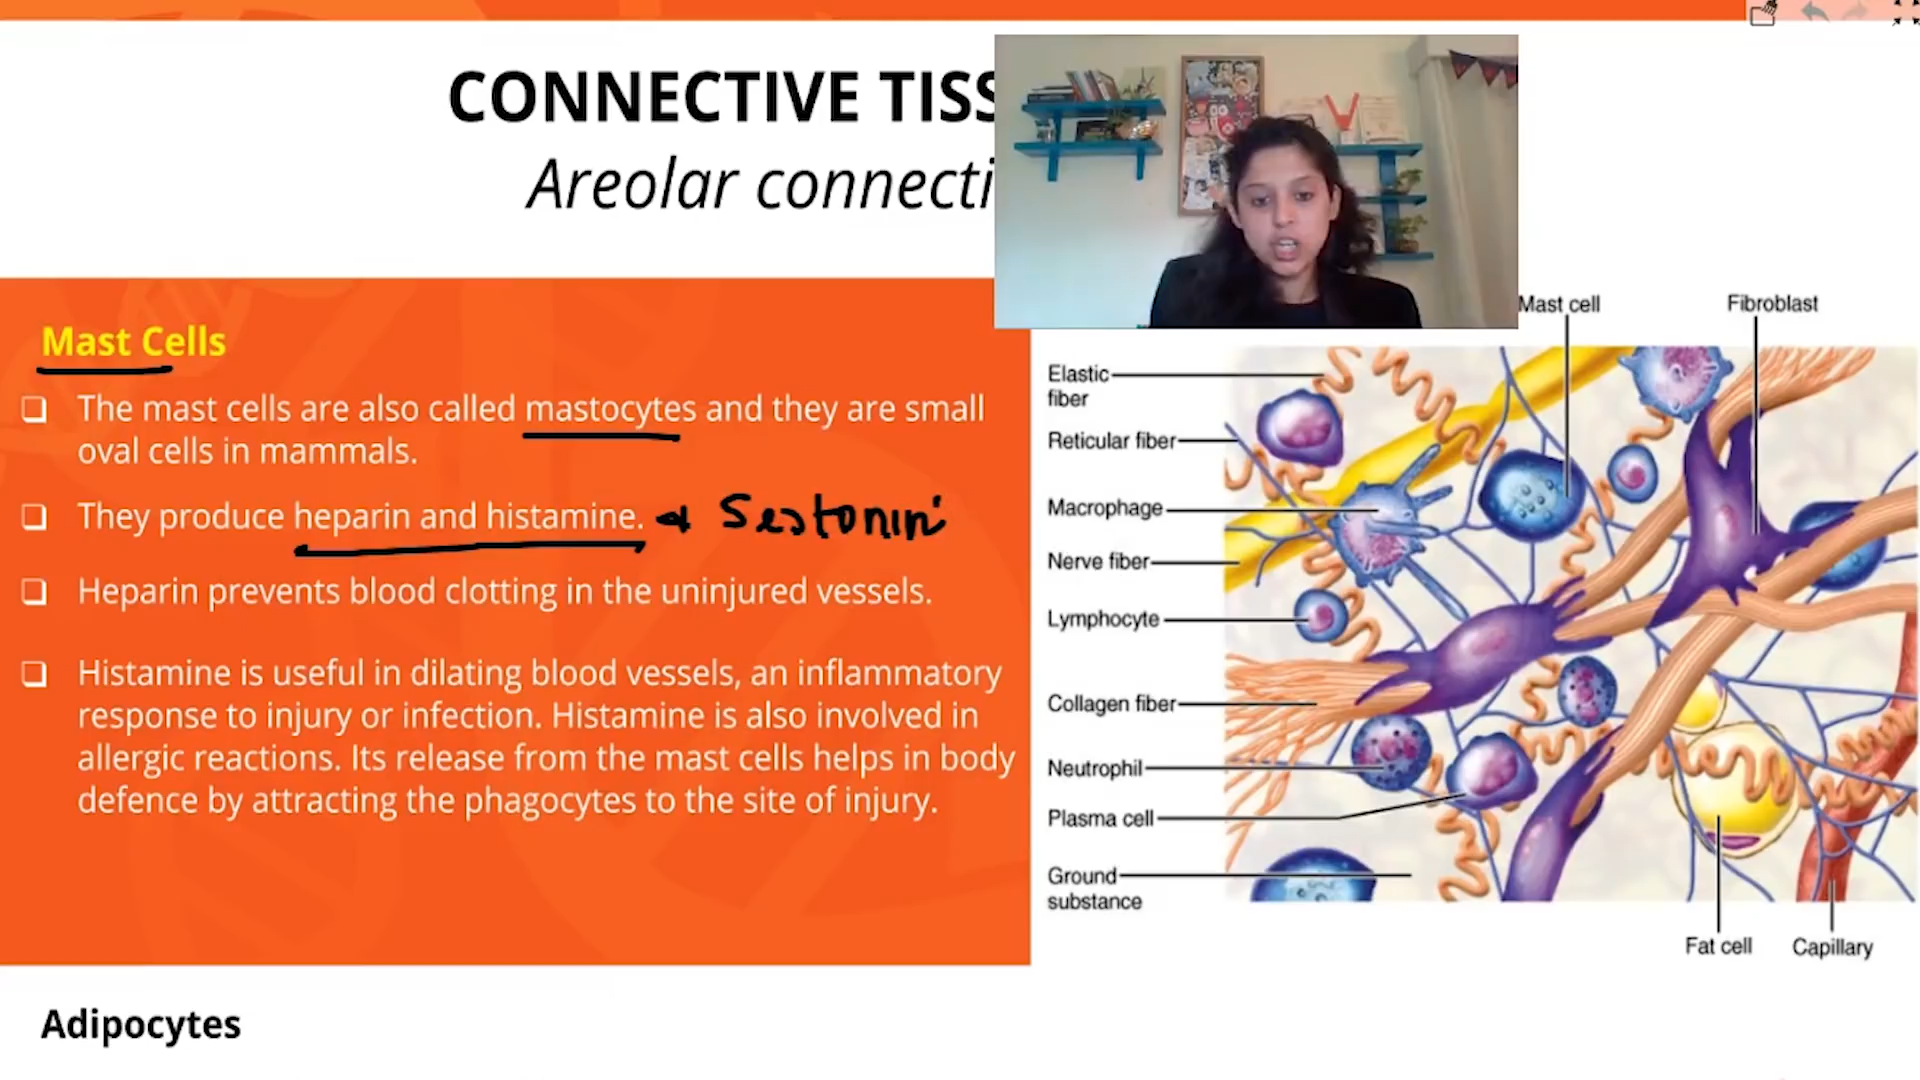 CONNECTIVE TISS
Areolar connecti
Mast Cells
❑ The mast cells are also called mastocytes and they are small
oval cells in mammals.
❑ They produce heparin and histamine. & Serotonin
❑ Heparin prevents blood clotting in the uninjured vessels.
❑ Histamine is useful in dilating blood vessels, an inflammatory
response to injury or infection. Histamine is also involved in
allergic reactions. Its release from the mast cells helps in body
defence by attracting the phagocytes to the site of injury.
Adipocytes
Mast cell
Fibroblast
Elastic
fiber
Reticular fiber
Macrophage
Nerve fiber
Lymphocyte
Collagen fiber
Neutrophil
Plasma cell
Ground
substance
Fat cell
Capillary